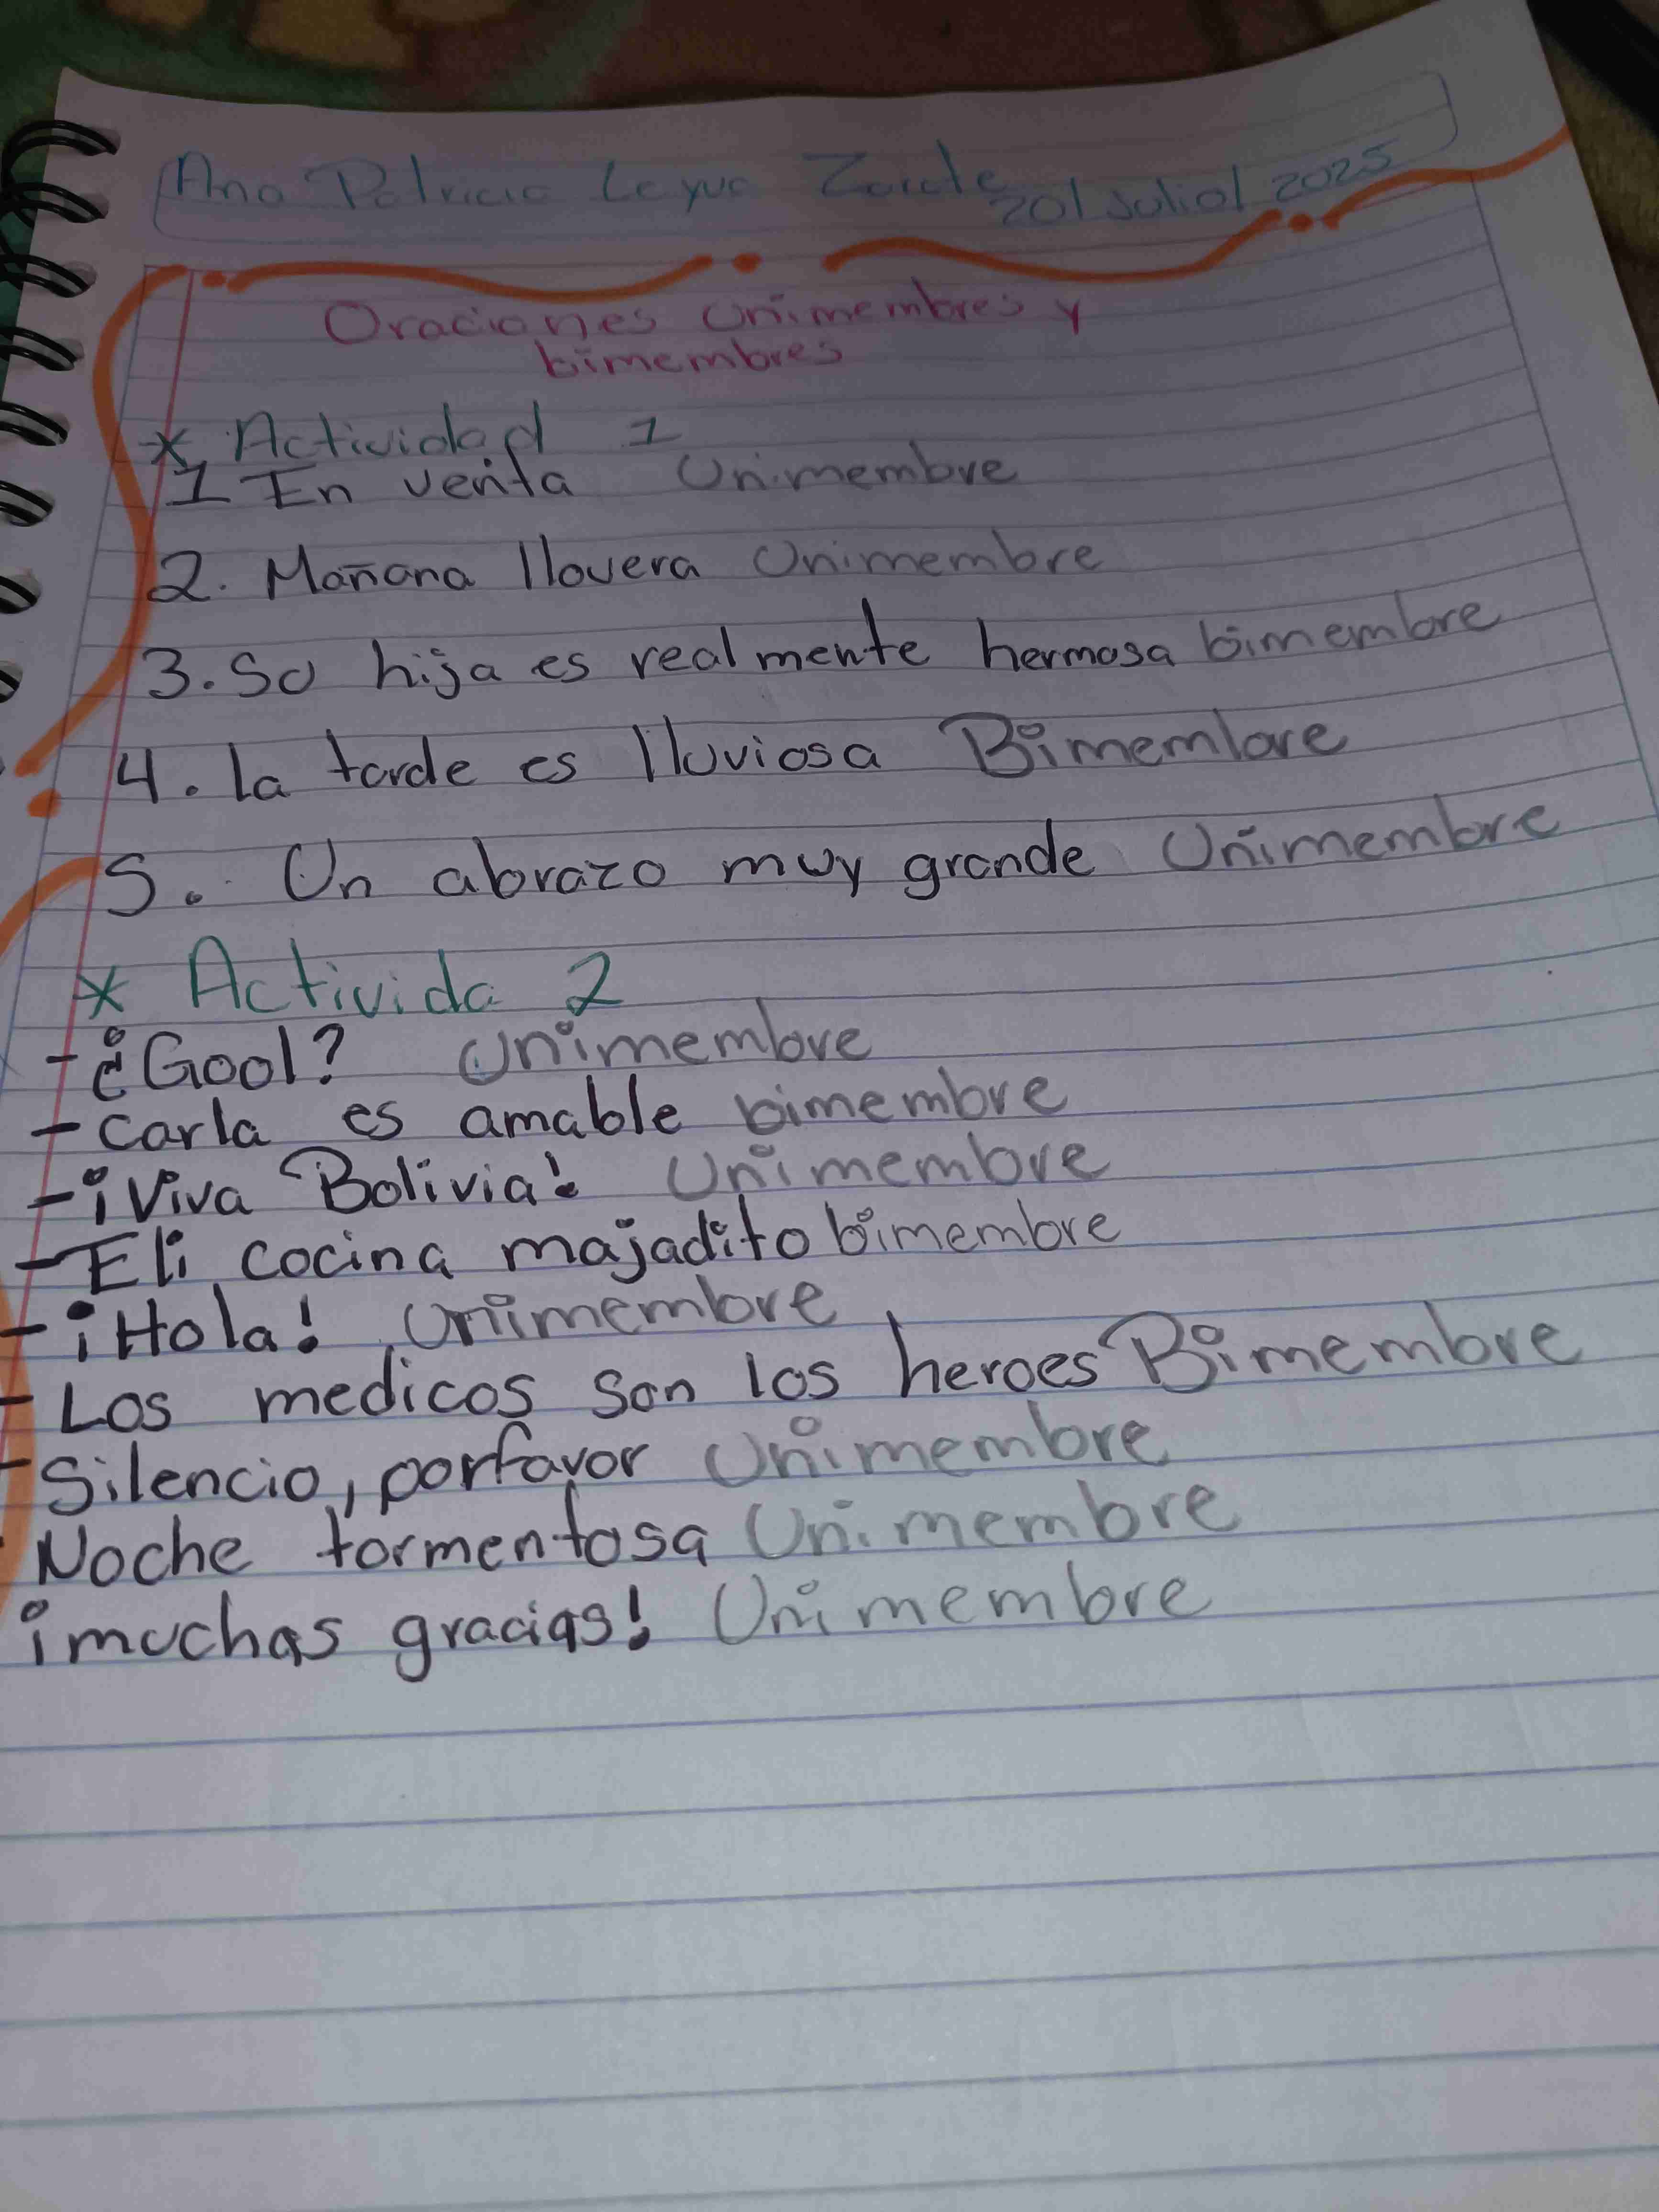 Ana Patricia Leyva Zarate 20/Julio/2025
Oraciones unimembres y
bimembres
* Actividad 1
1 En venta Unimembre
2. Mañana llovera Unimembre
3. Su hija es realmente hermosa bimembre
4. la tarde es lluviosa Bimembre
5. Un abrazo muy grande Unimembre
* Activida 2
- ¿Gool? Unimembre
- carla es amable bimembre
- ¡Viva Bolivia! Unimembre
- Eli cocina majadito bimembre
- ¡Hola! Unimembre
- Los medicos son los heroes Bimembre
- Silencio, porfavor Unimembre
Noche tormentosa Unimembre
¡muchas gracias! Unimembre